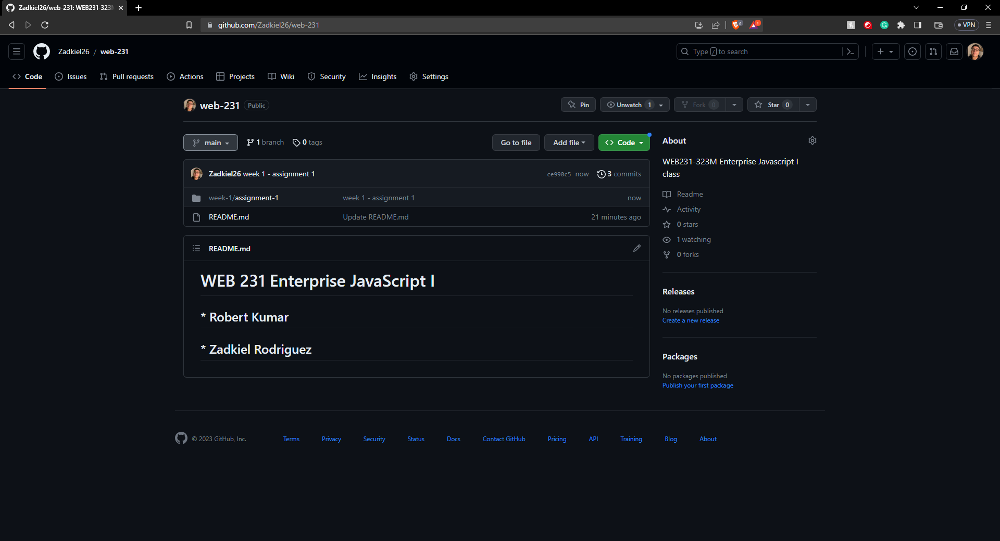 Zadkiel26/web-231: WEB231-323M
github.com/Zadkiel26/web-231
2
1
VPN
Zadkiel26 / web-231
Type / to search
Code
Issues
Pull requests
Actions
Projects
Wiki
Security
Insights
Settings
web-231 Public
Pin
Unwatch 1
Fork 0
Star 0
main
1 branch
0 tags
Go to file
Add file
Code
Zadkiel26 week 1 - assignment 1 ce990c5 now 3 commits
week-1/assignment-1 week 1 - assignment 1 now
README.md Update README.md 21 minutes ago
README.md
WEB 231 Enterprise JavaScript I
* Robert Kumar
* Zadkiel Rodriguez
About
WEB231-323M Enterprise Javascript I
class
Readme
Activity
0 stars
1 watching
0 forks
Releases
No releases published
Create a new release
Packages
No packages published
Publish your first package
© 2023 GitHub, Inc.
Terms
Privacy
Security
Status
Docs
Contact GitHub
Pricing
API
Training
Blog
About